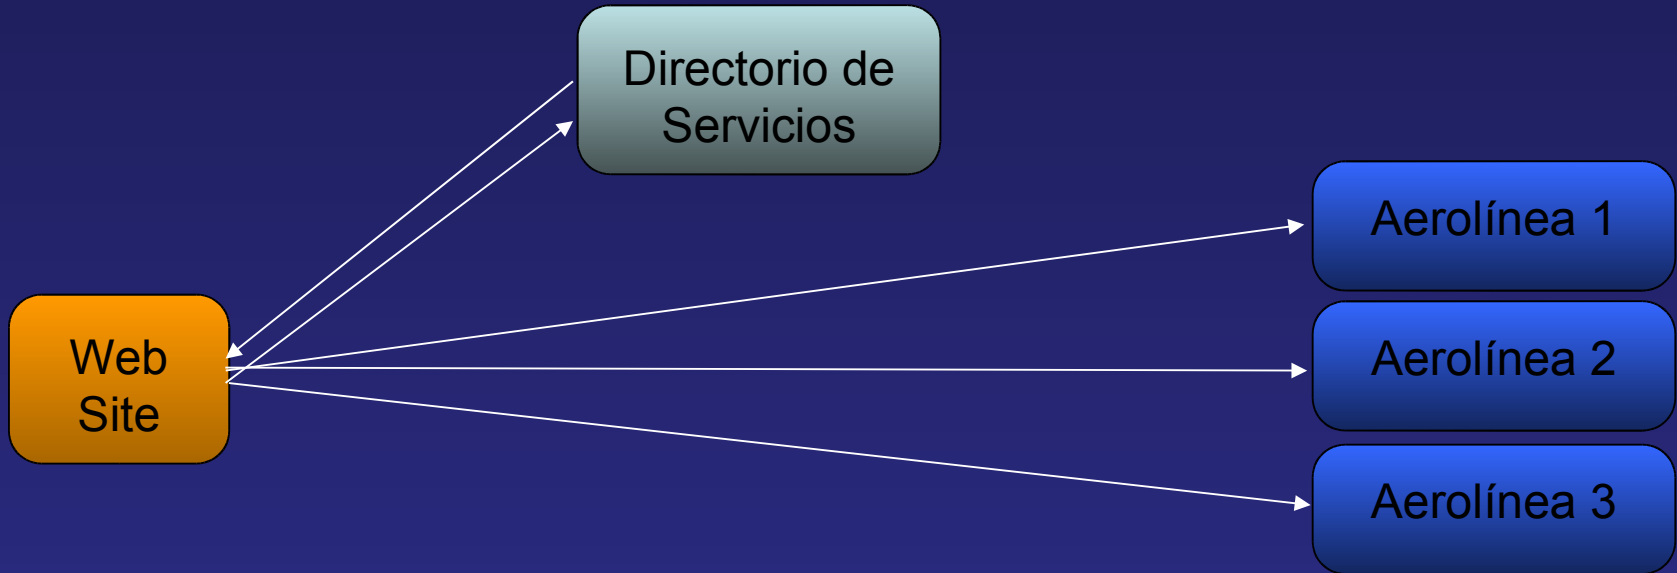 Directorio de
Servicios
Aerolínea 1
Web
Site
Aerolínea 2
Aerolínea 3